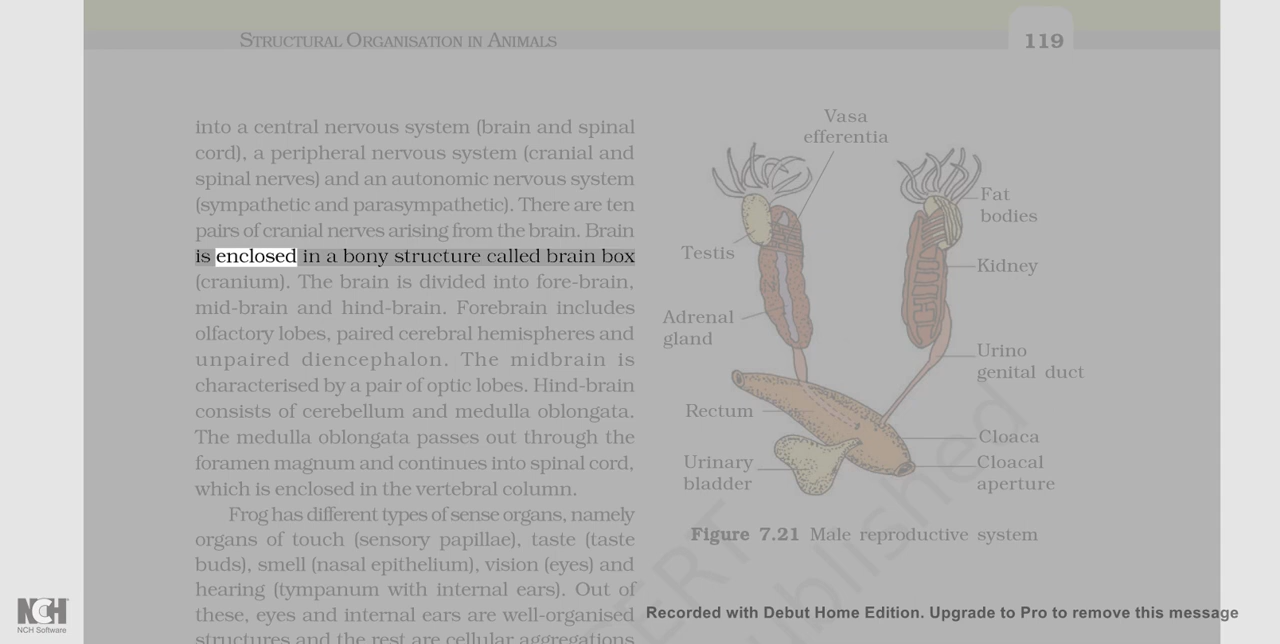 STRUCTURAL ORGANISATION IN ANIMALS
119
into a central nervous system (brain and spinal
cord), a peripheral nervous system (cranial and
spinal nerves) and an autonomic nervous system
(sympathetic and parasympathetic). There are ten
pairs of cranial nerves arising from the brain. Brain
is enclosed in a bony structure called brain box
(cranium). The brain is divided into fore-brain,
mid-brain and hind-brain. Forebrain includes
olfactory lobes, paired cerebral hemispheres and
unpaired diencephalon. The midbrain is
characterised by a pair of optic lobes. Hind-brain
consists of cerebellum and medulla oblongata.
The medulla oblongata passes out through the
foramen magnum and continues into spinal cord,
which is enclosed in the vertebral column.
Frog has different types of sense organs, namely
organs of touch (sensory papillae), taste (taste
buds), smell (nasal epithelium), vision (eyes) and
hearing (tympanum with internal ears). Out of
these, eyes and internal ears are well-organised
structures and the rest are cellular aggregations
Vasa
efferentia
Fat
bodies
Testis
Kidney
Adrenal
gland
Urino
genital duct
Rectum
Cloaca
Urinary
bladder
Cloacal
aperture
Figure 7.21 Male reproductive system
NCH
NCH Software
Recorded with Debut Home Edition. Upgrade to Pro to remove this message